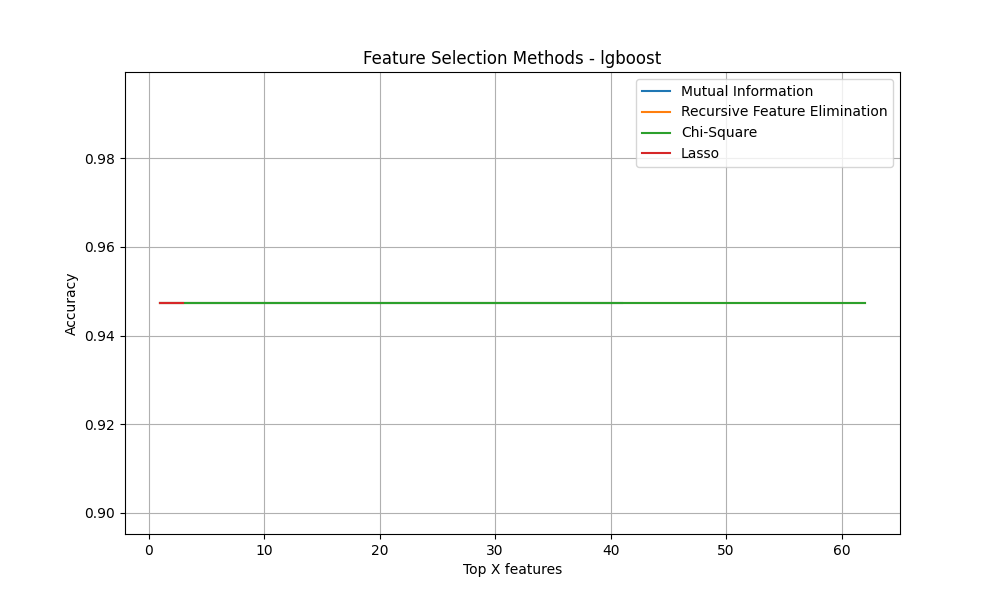 Feature Selection Methods - lgboost
Mutual Information
Recursive Feature Elimination
Chi-Square
Lasso
Accuracy
0.98
0.96
0.94
0.92
0.90
0 10 20 30 40 50 60
Top X features